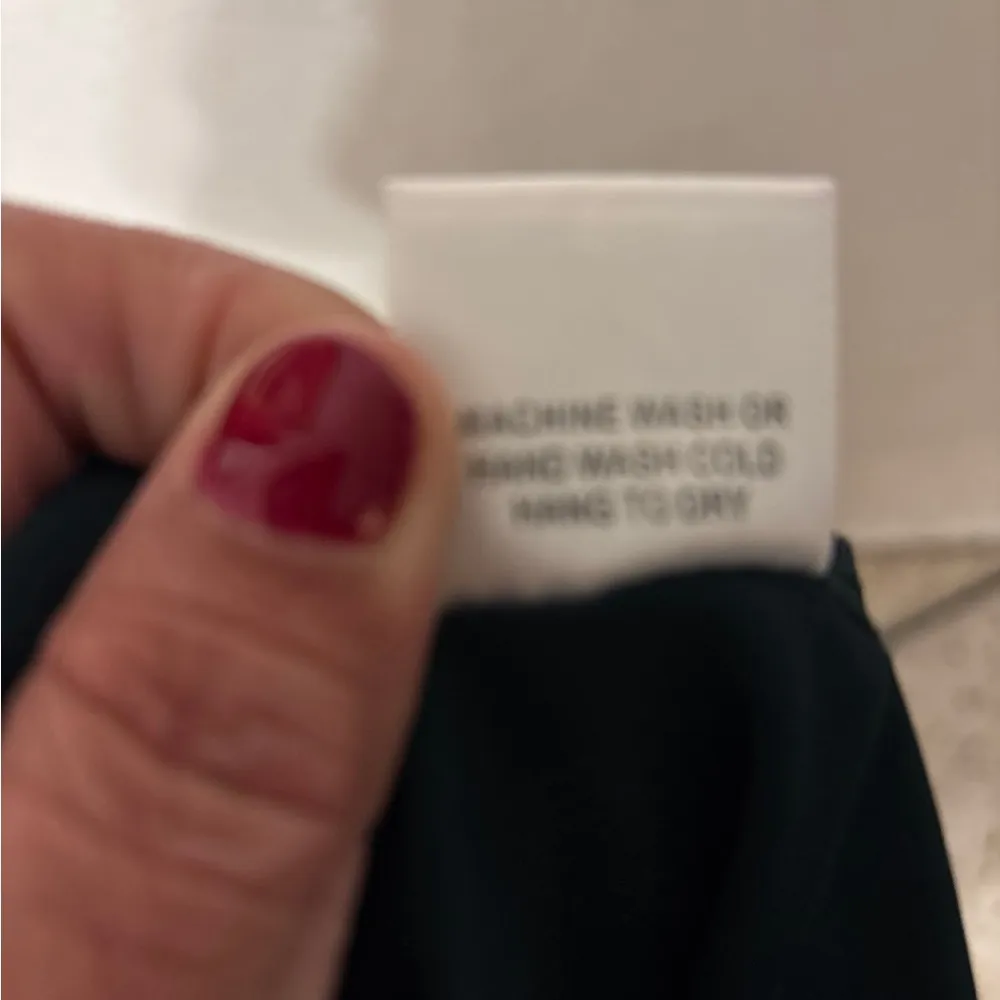 MACHINE WASH OR
HAND WASH COLD
HANG TO DRY